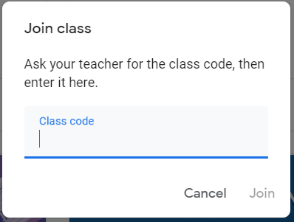 Join class
Ask your teacher for the class code, then
enter it here.
Class code
Cancel Join